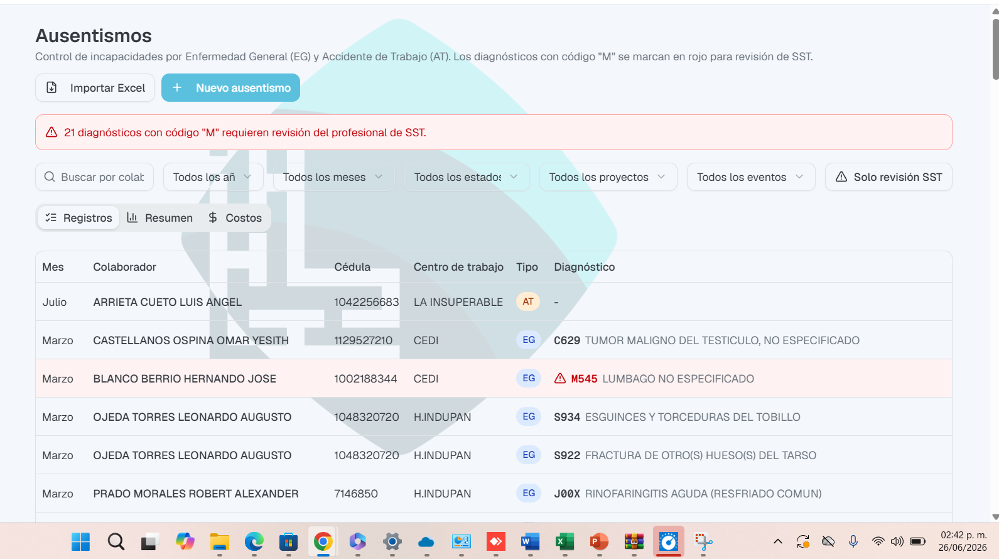 Ausentismos
Control de incapacidades por Enfermedad General (EG) y Accidente de Trabajo (AT). Los diagnósticos con código "M" se marcan en rojo para revisión de SST.
Importar Excel
+ Nuevo ausentismo
21 diagnósticos con código "M" requieren revisión del profesional de SST.
Buscar por colab Todos los añ Todos los meses Todos los estados Todos los proyectos Todos los eventos Solo revisión SST
Registros Resumen $ Costos
Mes Colaborador Cédula Centro de trabajo Tipo Diagnóstico
Julio ARRIETA CUETO LUIS ANGEL 1042256683 LA INSUPERABLE AT -
Marzo CASTELLANOS OSPINA OMAR YESITH 1129527210 CEDI EG C629 TUMOR MALIGNO DEL TESTICULO, NO ESPECIFICADO
Marzo BLANCO BERRIO HERNANDO JOSE 1002188344 CEDI EG M545 LUMBAGO NO ESPECIFICADO
Marzo OJEDA TORRES LEONARDO AUGUSTO 1048320720 H.INDUPAN EG S934 ESGUINCES Y TORCEDURAS DEL TOBILLO
Marzo OJEDA TORRES LEONARDO AUGUSTO 1048320720 H.INDUPAN EG S922 FRACTURA DE OTRO(S) HUESO(S) DEL TARSO
Marzo PRADO MORALES ROBERT ALEXANDER 7146850 H.INDUPAN EG J00X RINOFARINGITIS AGUDA (RESFRIADO COMUN)
02:42 p. m.
26/06/2026